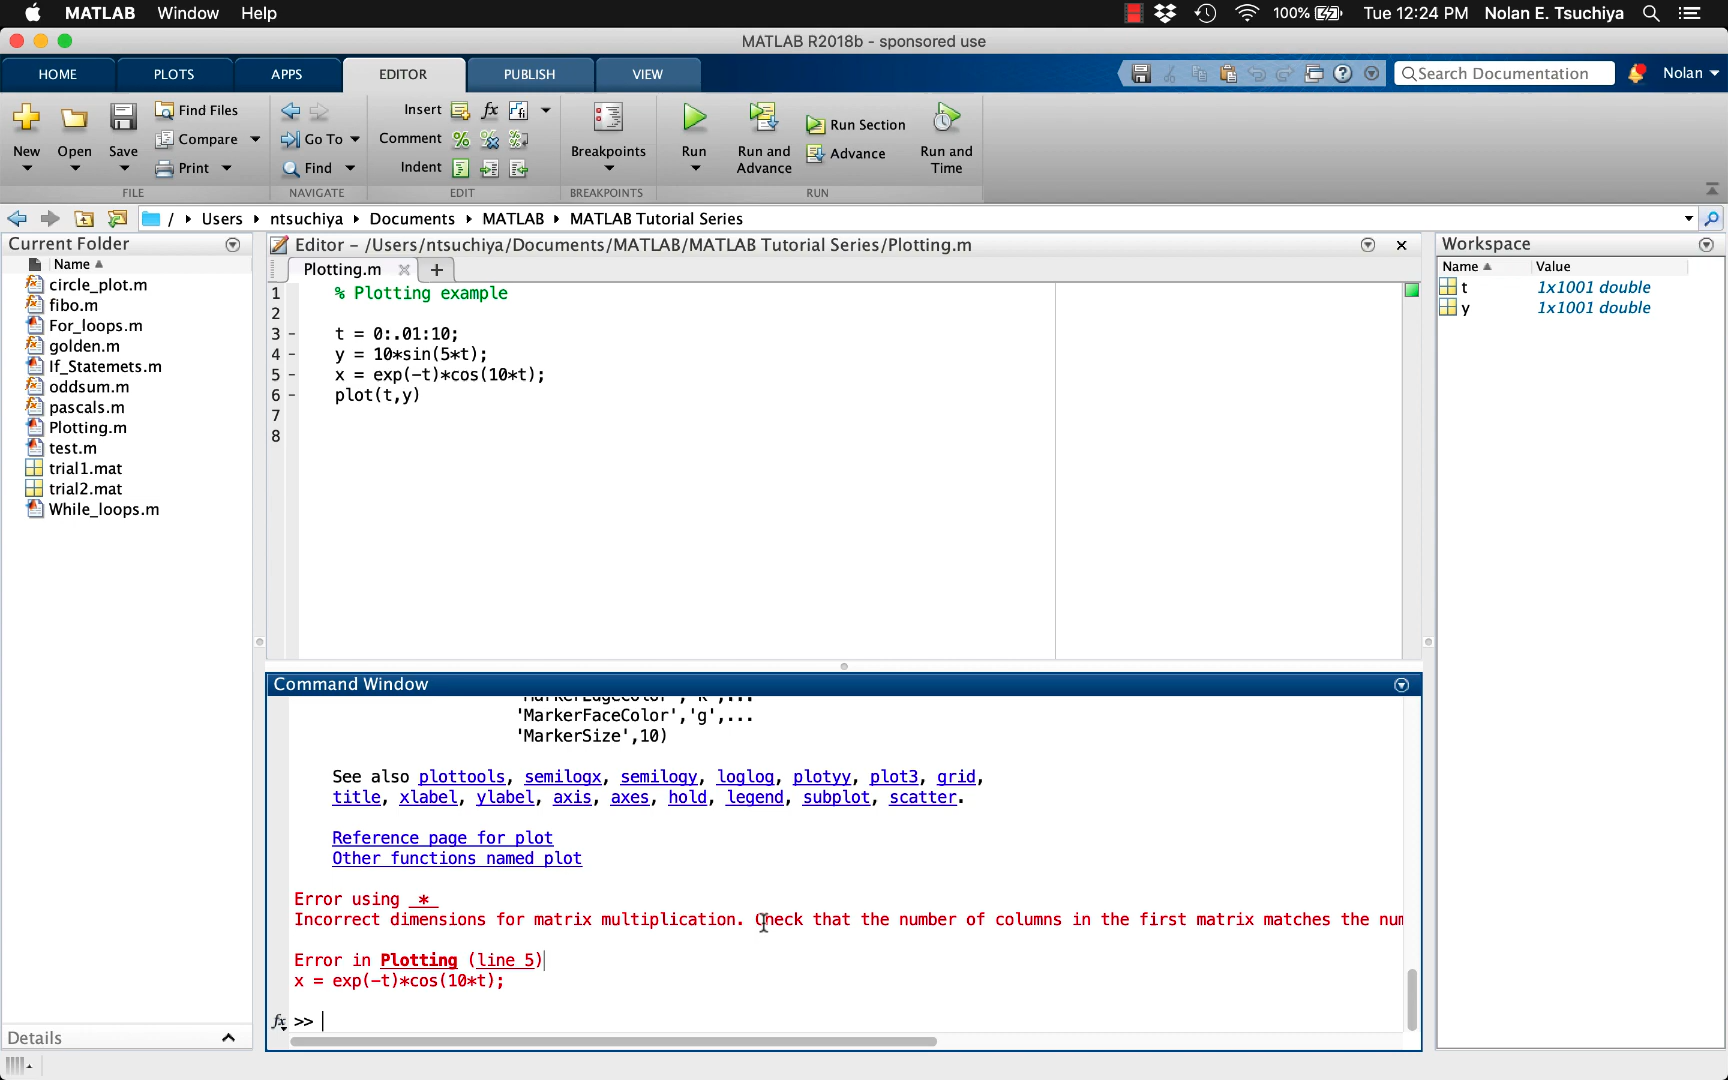 MATLAB Window Help
100% Tue 12:24 PM Nolan E. Tsuchiya
MATLAB R2018b - sponsored use
HOME PLOTS APPS EDITOR PUBLISH VIEW
Search Documentation Nolan
New Open Save
Find Files
Compare
Print
FILE
Go To
Find
NAVIGATE
Insert
Comment
Indent
EDIT
Breakpoints
BREAKPOINTS
Run
Run and Advance
Run Section
Advance
Run and Time
RUN
/ Users ntsuchiya Documents MATLAB MATLAB Tutorial Series
Current Folder
Name
circle_plot.m
fibo.m
For_loops.m
golden.m
If_Statemets.m
oddsum.m
pascals.m
Plotting.m
test.m
trial1.mat
trial2.mat
While_loops.m
Details
Editor - /Users/ntsuchiya/Documents/MATLAB/MATLAB Tutorial Series/Plotting.m
Plotting.m
1 % Plotting example
2
3 - t = 0:.01:10;
4 - y = 10*sin(5*t);
5 - x = exp(-t)*cos(10*t);
6 - plot(t,y)
7
8
Command Window
'MarkerEdgeColor','k',...
'MarkerFaceColor','g',...
'MarkerSize',10)
See also plottools, semilogx, semilogy, loglog, plotyy, plot3, grid,
title, xlabel, ylabel, axis, axes, hold, legend, subplot, scatter.
Reference page for plot
Other functions named plot
Error using *
Incorrect dimensions for matrix multiplication. Check that the number of columns in the first matrix matches the num
Error in Plotting (line 5)
x = exp(-t)*cos(10*t);
fx >>
Workspace
Name Value
t 1x1001 double
y 1x1001 double